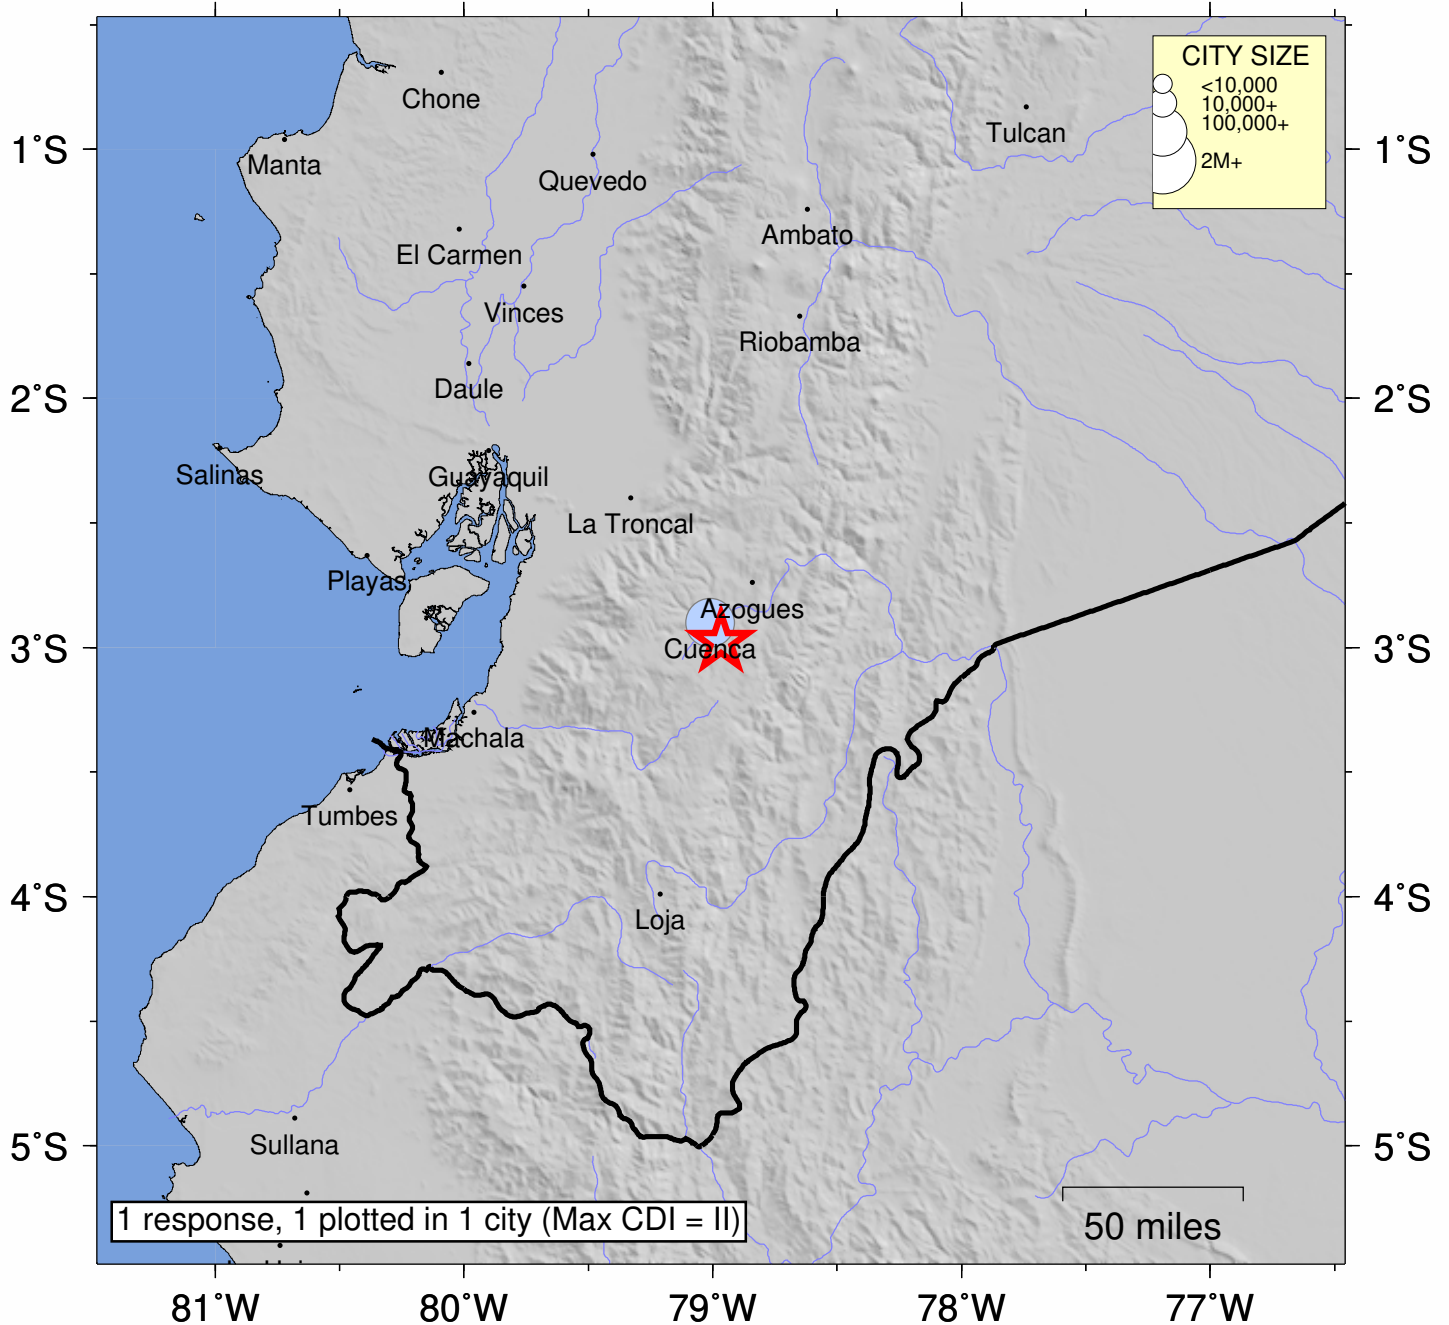 CITY SIZE
<10,000
10,000+
100,000+
2M+
Chone
Tulcan
1°S
1°S
Manta
Quevedo
Ambato
El Carmen
Vinces
Riobamba
Daule
2°S
2°S
Salinas
Guayaquil
La Troncal
Playas
Azogues
3°S
3°S
Cuenca
Machala
Tumbes
4°S
4°S
Loja
Sullana
5°S
5°S
1 response, 1 plotted in 1 city (Max CDI = II)
50 miles
81°W
80°W
79°W
78°W
77°W